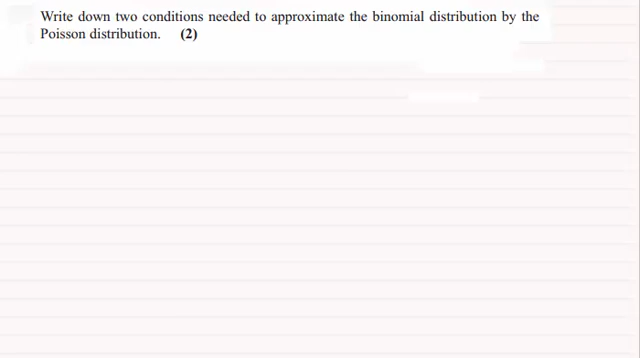 Write down two conditions needed to approximate the binomial distribution by the
Poisson distribution. (2)